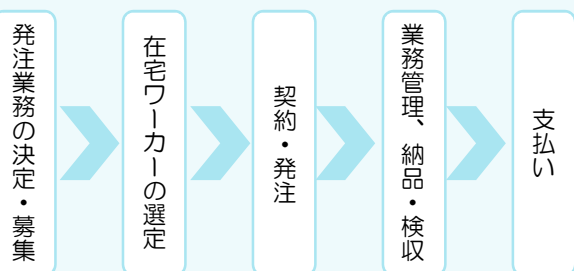 発注業務の決定・募集
在宅ワーカーの選定
契約・発注
業務管理、納品・検収
支払い